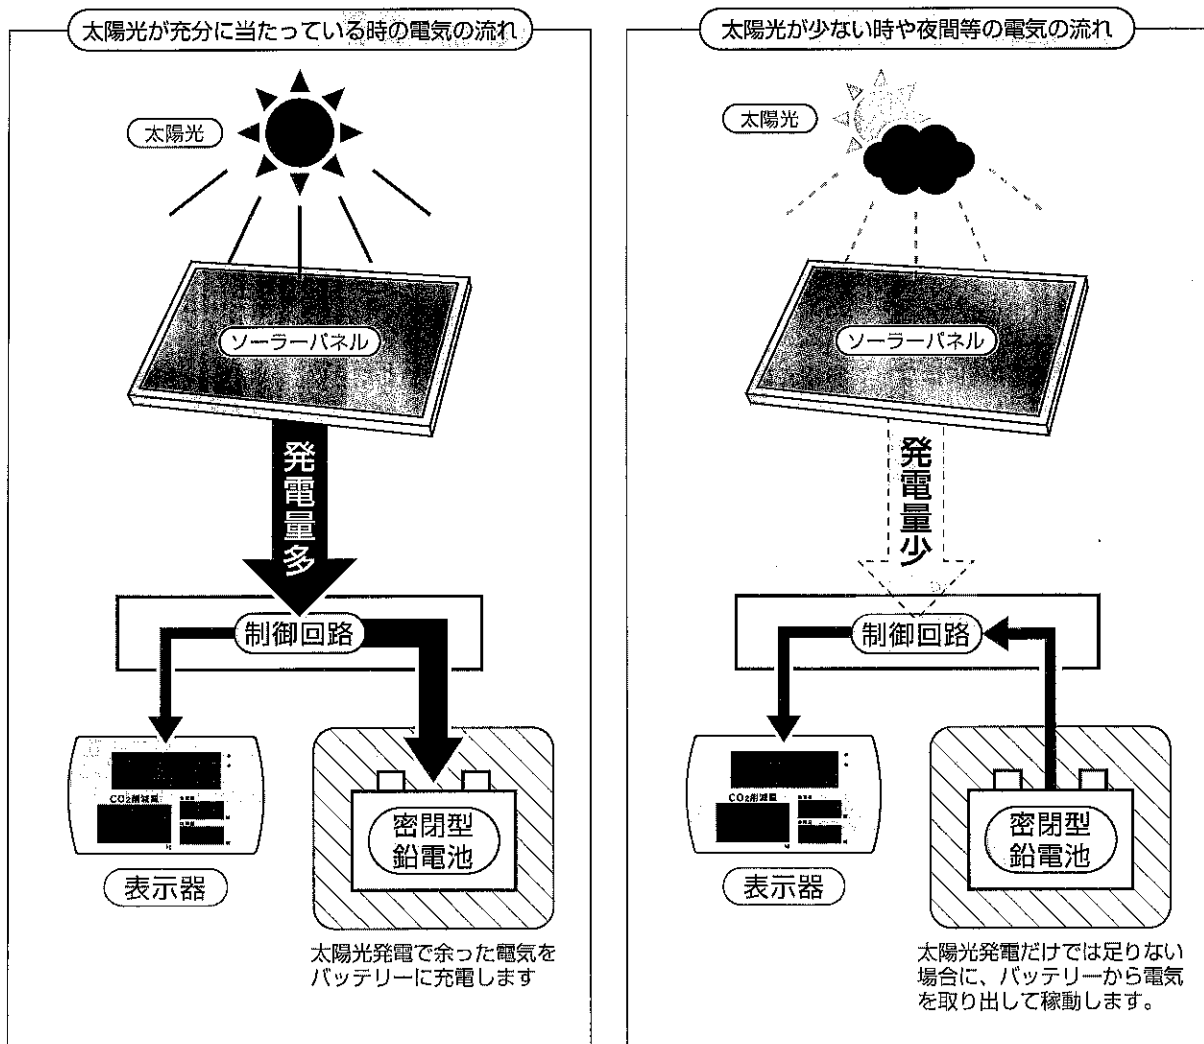 太陽光が充分に当たっている時の電気の流れ
太陽光
ソーラーパネル
発電量多
制御回路
CO2削減量
kg
表示器
密閉型
鉛電池
太陽光発電で余った電気を
バッテリーに充電します
太陽光が少ない時や夜間等の電気の流れ
太陽光
ソーラーパネル
発電量少
制御回路
CO2削減量
表示器
密閉型
鉛電池
太陽光発電だけでは足りない
場合に、バッテリーから電気
を取り出して稼動します。